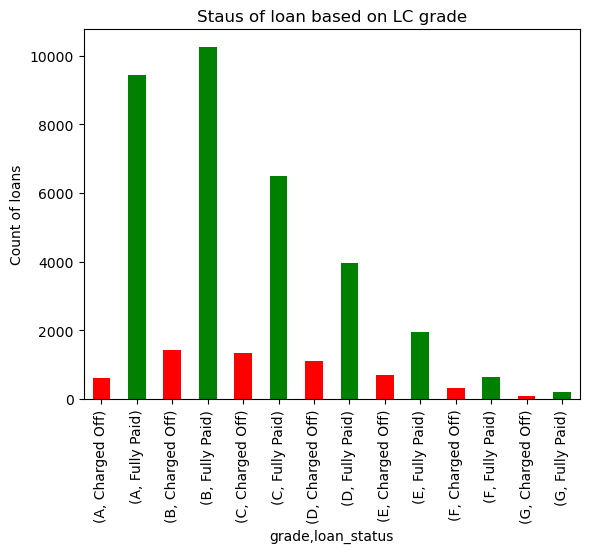 Staus of loan based on LC grade
Count of loans
10000
8000
6000
4000
2000
0
(A, Charged Off)
(A, Fully Paid)
(B, Charged Off)
(B, Fully Paid)
(C, Charged Off)
(C, Fully Paid)
(D, Charged Off)
(D, Fully Paid)
(E, Charged Off)
(E, Fully Paid)
(F, Charged Off)
(F, Fully Paid)
(G, Charged Off)
(G, Fully Paid)
grade,loan_status